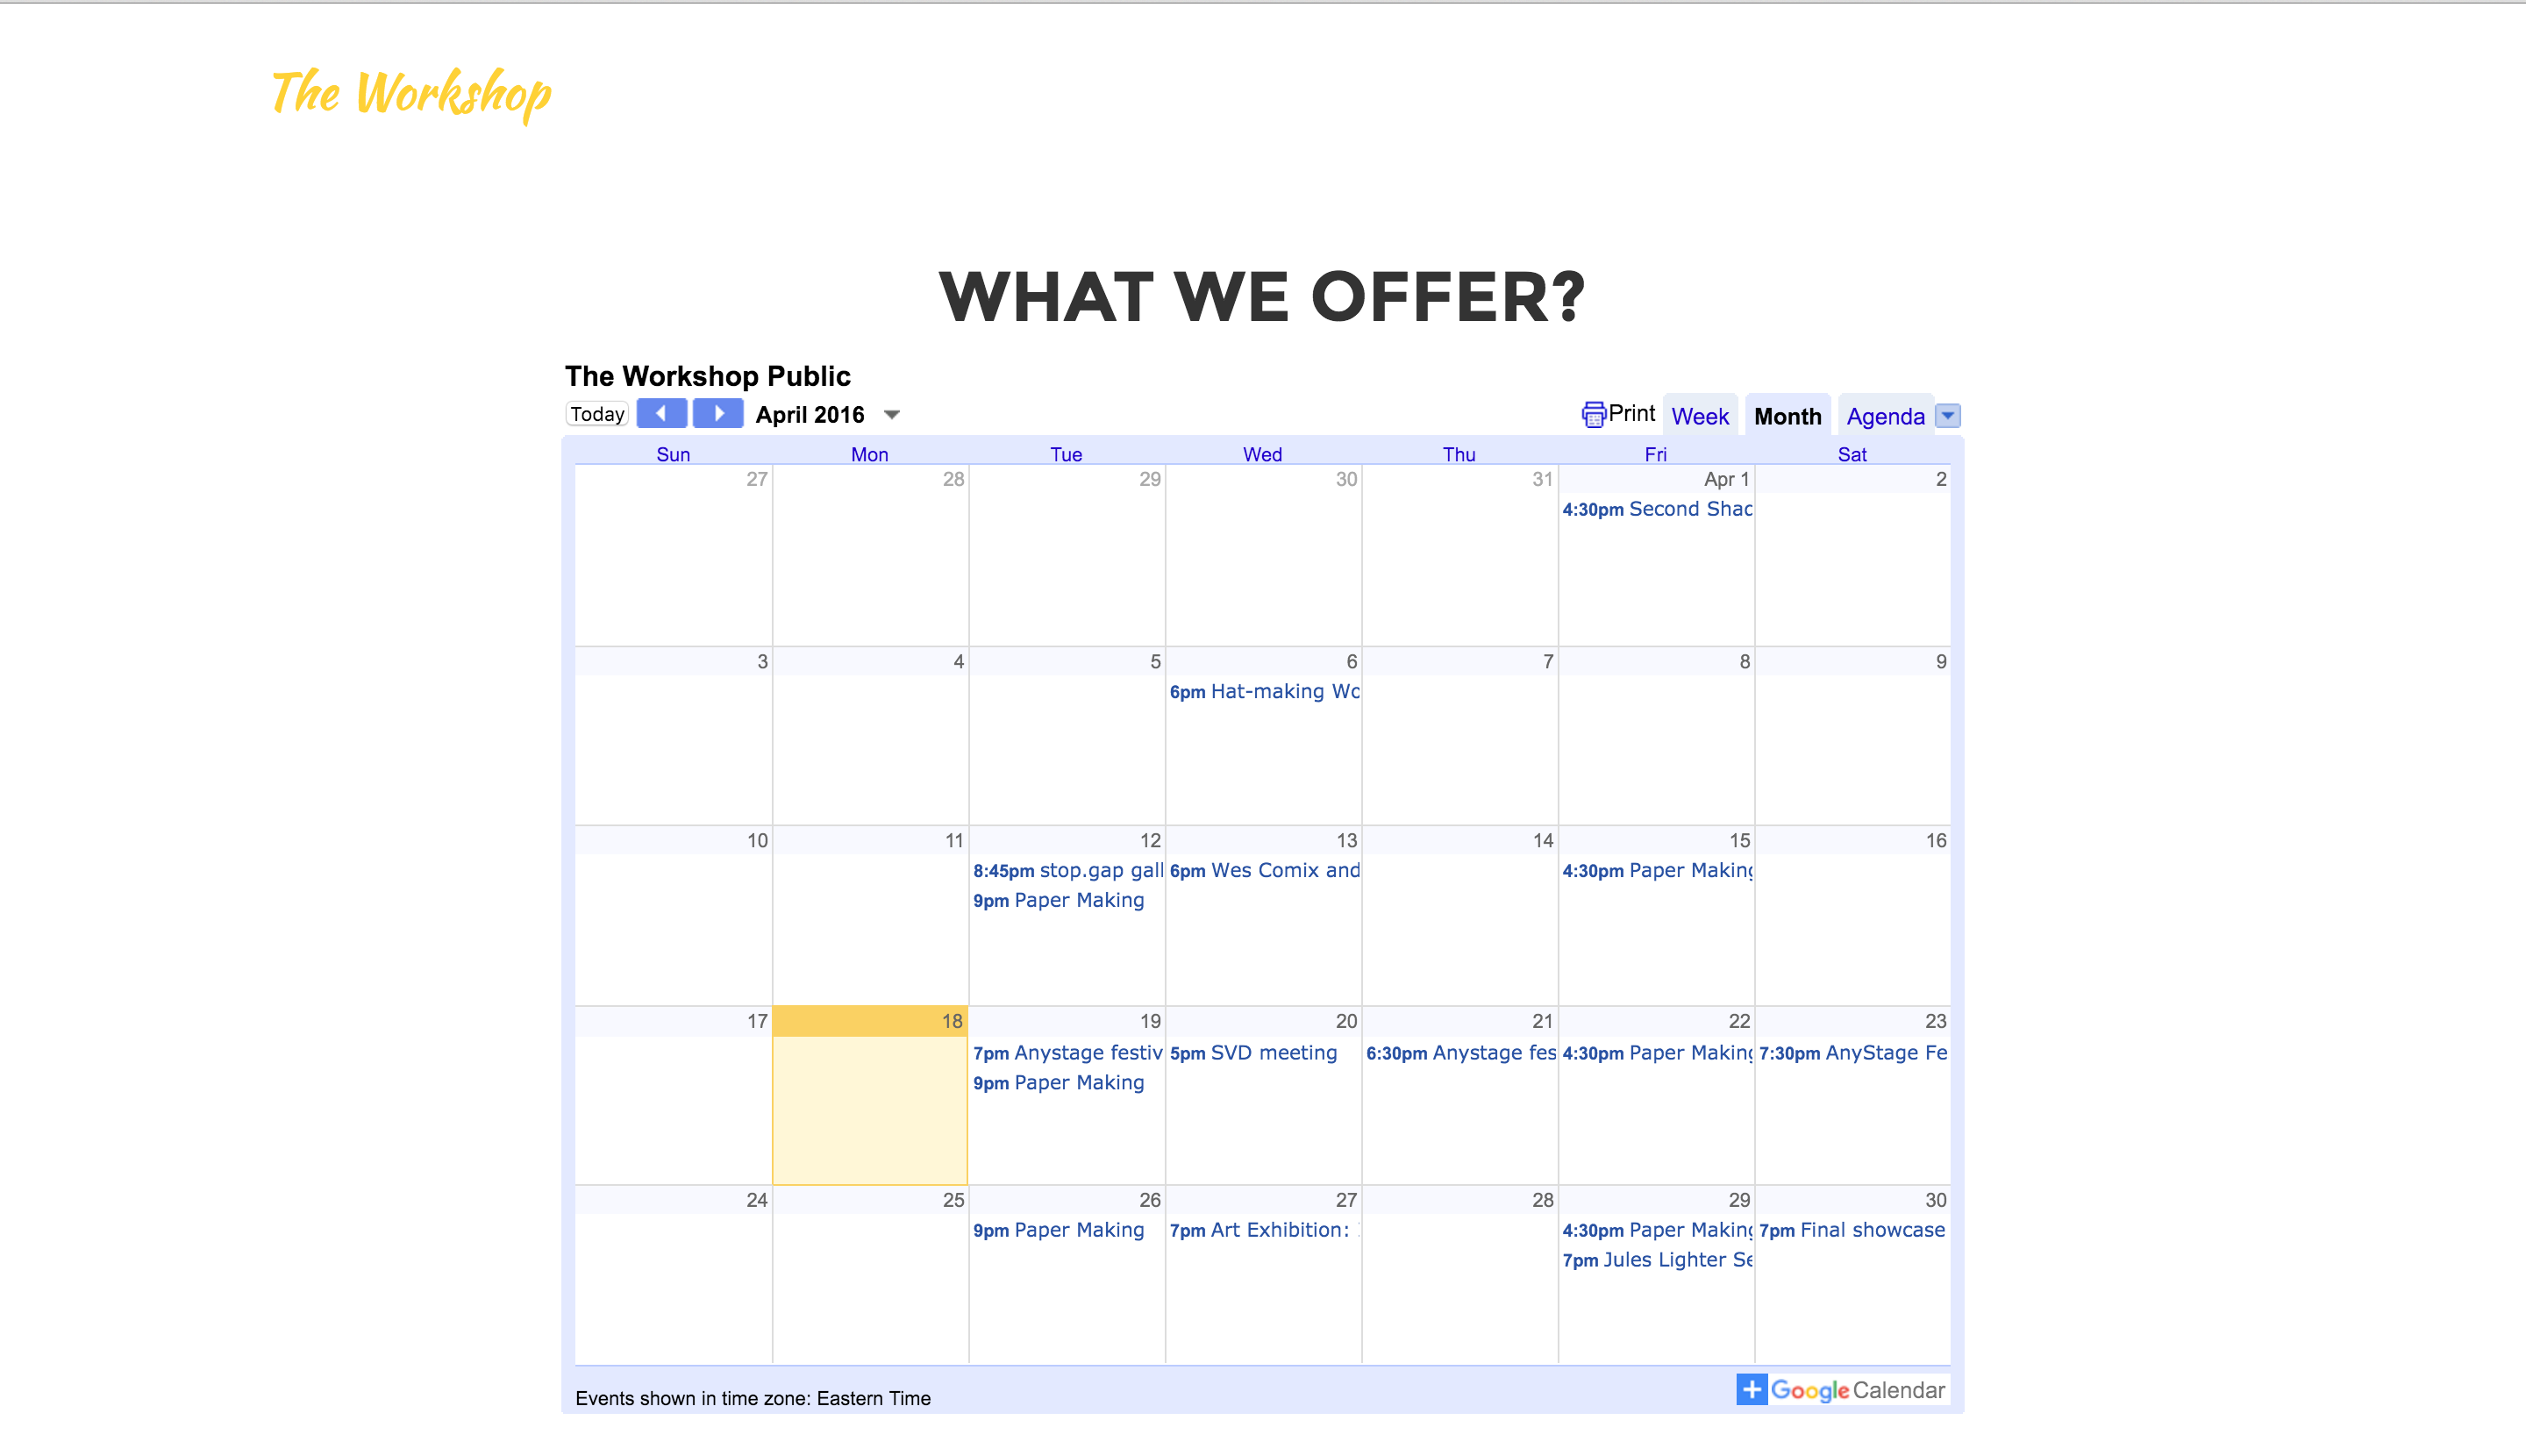 The Workshop
WHAT WE OFFER?
The Workshop Public
Today April 2016 Print Week Month Agenda
Sun Mon Tue Wed Thu Fri Sat
27 28 29 30 31 Apr 1 2
4:30pm Second Shad
3 4 5 6 7 8 9
6pm Hat-making Wo
10 11 12 13 14 15 16
8:45pm stop.gap gall 6pm Wes Comix and 4:30pm Paper Making
9pm Paper Making
17 18 19 20 21 22 23
7pm Anystage festiv 5pm SVD meeting 6:30pm Anystage fes 4:30pm Paper Making 7:30pm AnyStage Fe
9pm Paper Making
24 25 26 27 28 29 30
9pm Paper Making 7pm Art Exhibition: 4:30pm Paper Making 7pm Final showcase
7pm Jules Lighter Se
Events shown in time zone: Eastern Time
Google Calendar